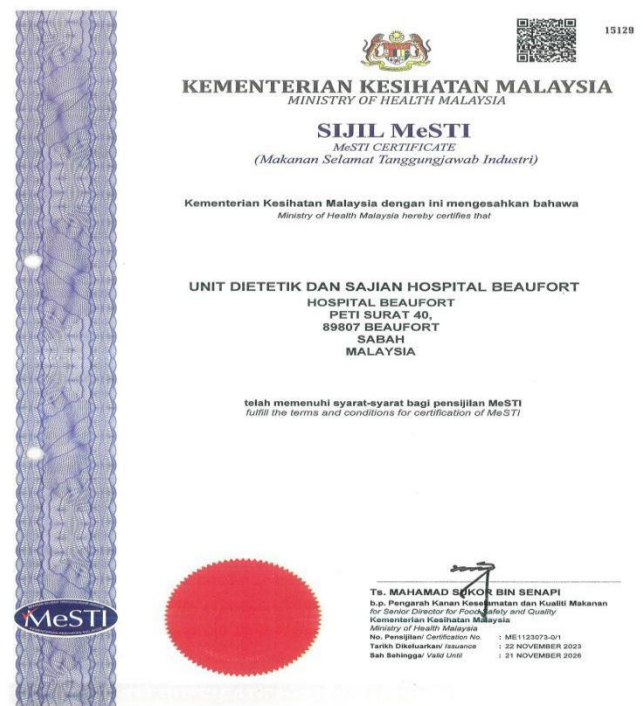 15129
KEMENTERIAN KESIHATAN MALAYSIA
MINISTRY OF HEALTH MALAYSIA
SIJIL MeSTI
MeSTI CERTIFICATE
(Makanan Selamat Tanggungjawab Industri)
Kementerian Kesihatan Malaysia dengan ini mengesahkan bahawa
Ministry of Health Malaysia hereby certifies that
UNIT DIETETIK DAN SAJIAN HOSPITAL BEAUFORT
HOSPITAL BEAUFORT
PETI SURAT 40,
89807 BEAUFORT
SABAH
MALAYSIA
telah memenuhi syarat-syarat bagi pensijilan MeSTI
fulfill the terms and conditions for certification of MeSTI
Ts. MAHAMAD SUKOR BIN SENAPI
b.p. Pengarah Kanan Keselamatan dan Kualiti Makanan
for Senior Director for Food Safety and Quality
Kementerian Kesihatan Malaysia
Ministry of Health Malaysia
No. Pensijilan/ Certification No. : ME1123073-0/1
Tarikh Dikeluarkan/ Issuance : 22 NOVEMBER 2023
Sah Sehingga/ Valid Until : 21 NOVEMBER 2026
MeSTI